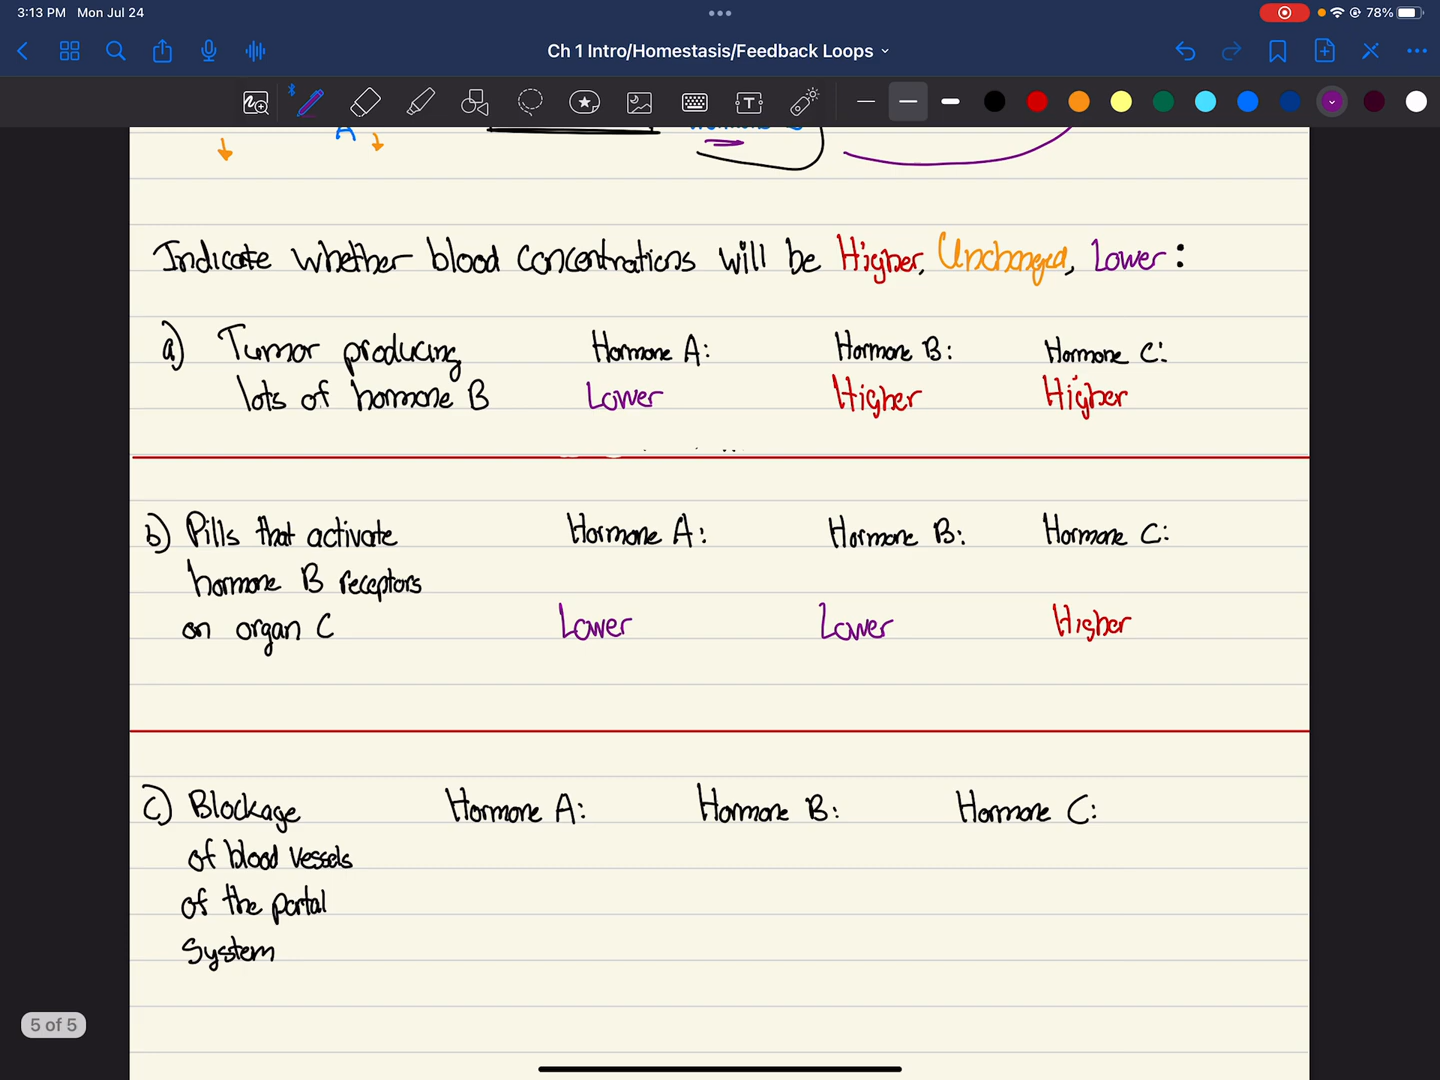 3:13 PM Mon Jul 24
78%
Ch 1 Intro/Homestasis/Feedback Loops
T
A
Indicate whether blood concentrations will be Higher, Unchanged, Lower:
a) Tumor producing Hormone A: Hormone B: Hormone C:
lots of hormone B Lower Higher Higher
b) Pills that activate Hormone A: Hormone B: Hormone C:
hormone B receptors
on organ C Lower Lower Higher
c) Blockage Hormone A: Hormone B: Hormone C:
of blood vessels
of the portal
System
5 of 5